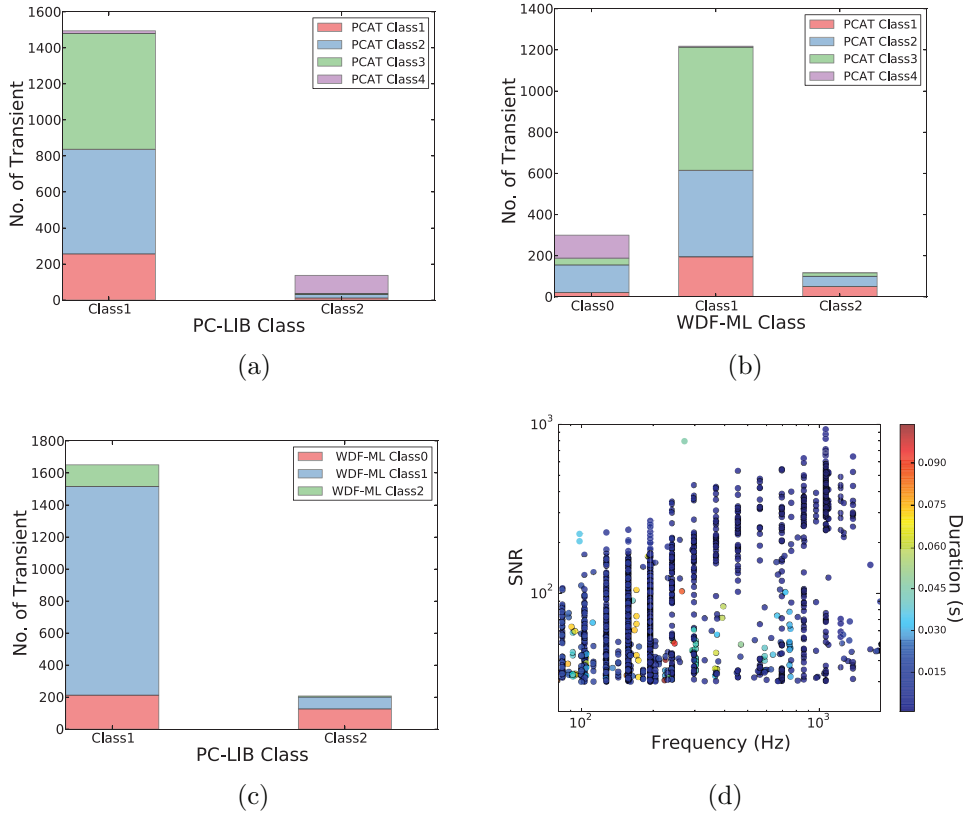 1600
1400
1200
1000
800
600
400
200
0
No. of Transient
PCAT Class1
PCAT Class2
PCAT Class3
PCAT Class4
Class1
Class2
PC-LIB Class
(a)
1400
1200
1000
800
600
400
200
0
No. of Transient
PCAT Class1
PCAT Class2
PCAT Class3
PCAT Class4
Class0
Class1
Class2
WDF-ML Class
(b)
1800
1600
1400
1200
1000
800
600
400
200
0
No. of Transient
WDF-ML Class0
WDF-ML Class1
WDF-ML Class2
Class1
Class2
PC-LIB Class
(c)
10³
10²
SNR
10²
10³
Frequency (Hz)
0.090
0.075
0.060
0.045
0.030
0.015
Duration (s)
(d)